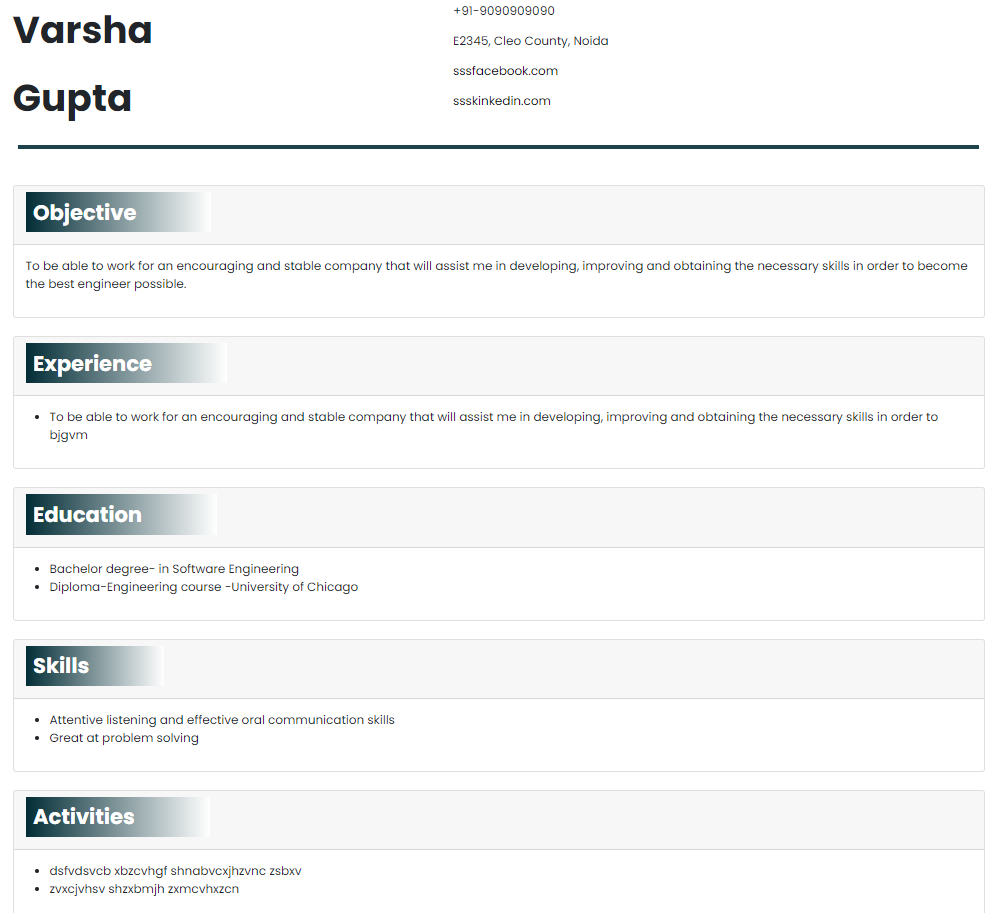 Varsha
Gupta
+91-9090909090
E2345, Cleo County, Noida
sssfacebook.com
ssskinkedin.com
Objective
To be able to work for an encouraging and stable company that will assist me in developing, improving and obtaining the necessary skills in order to become
the best engineer possible.
Experience
To be able to work for an encouraging and stable company that will assist me in developing, improving and obtaining the necessary skills in order to
bjgvm
Education
Bachelor degree- in Software Engineering
Diploma-Engineering course -University of Chicago
Skills
Attentive listening and effective oral communication skills
Great at problem solving
Activities
dsfvdsvcb xbzcvhgf shnabvcxjhzvnc zsbxv
zvxcjvhsv shzxbmjh zxmcvhxzcn